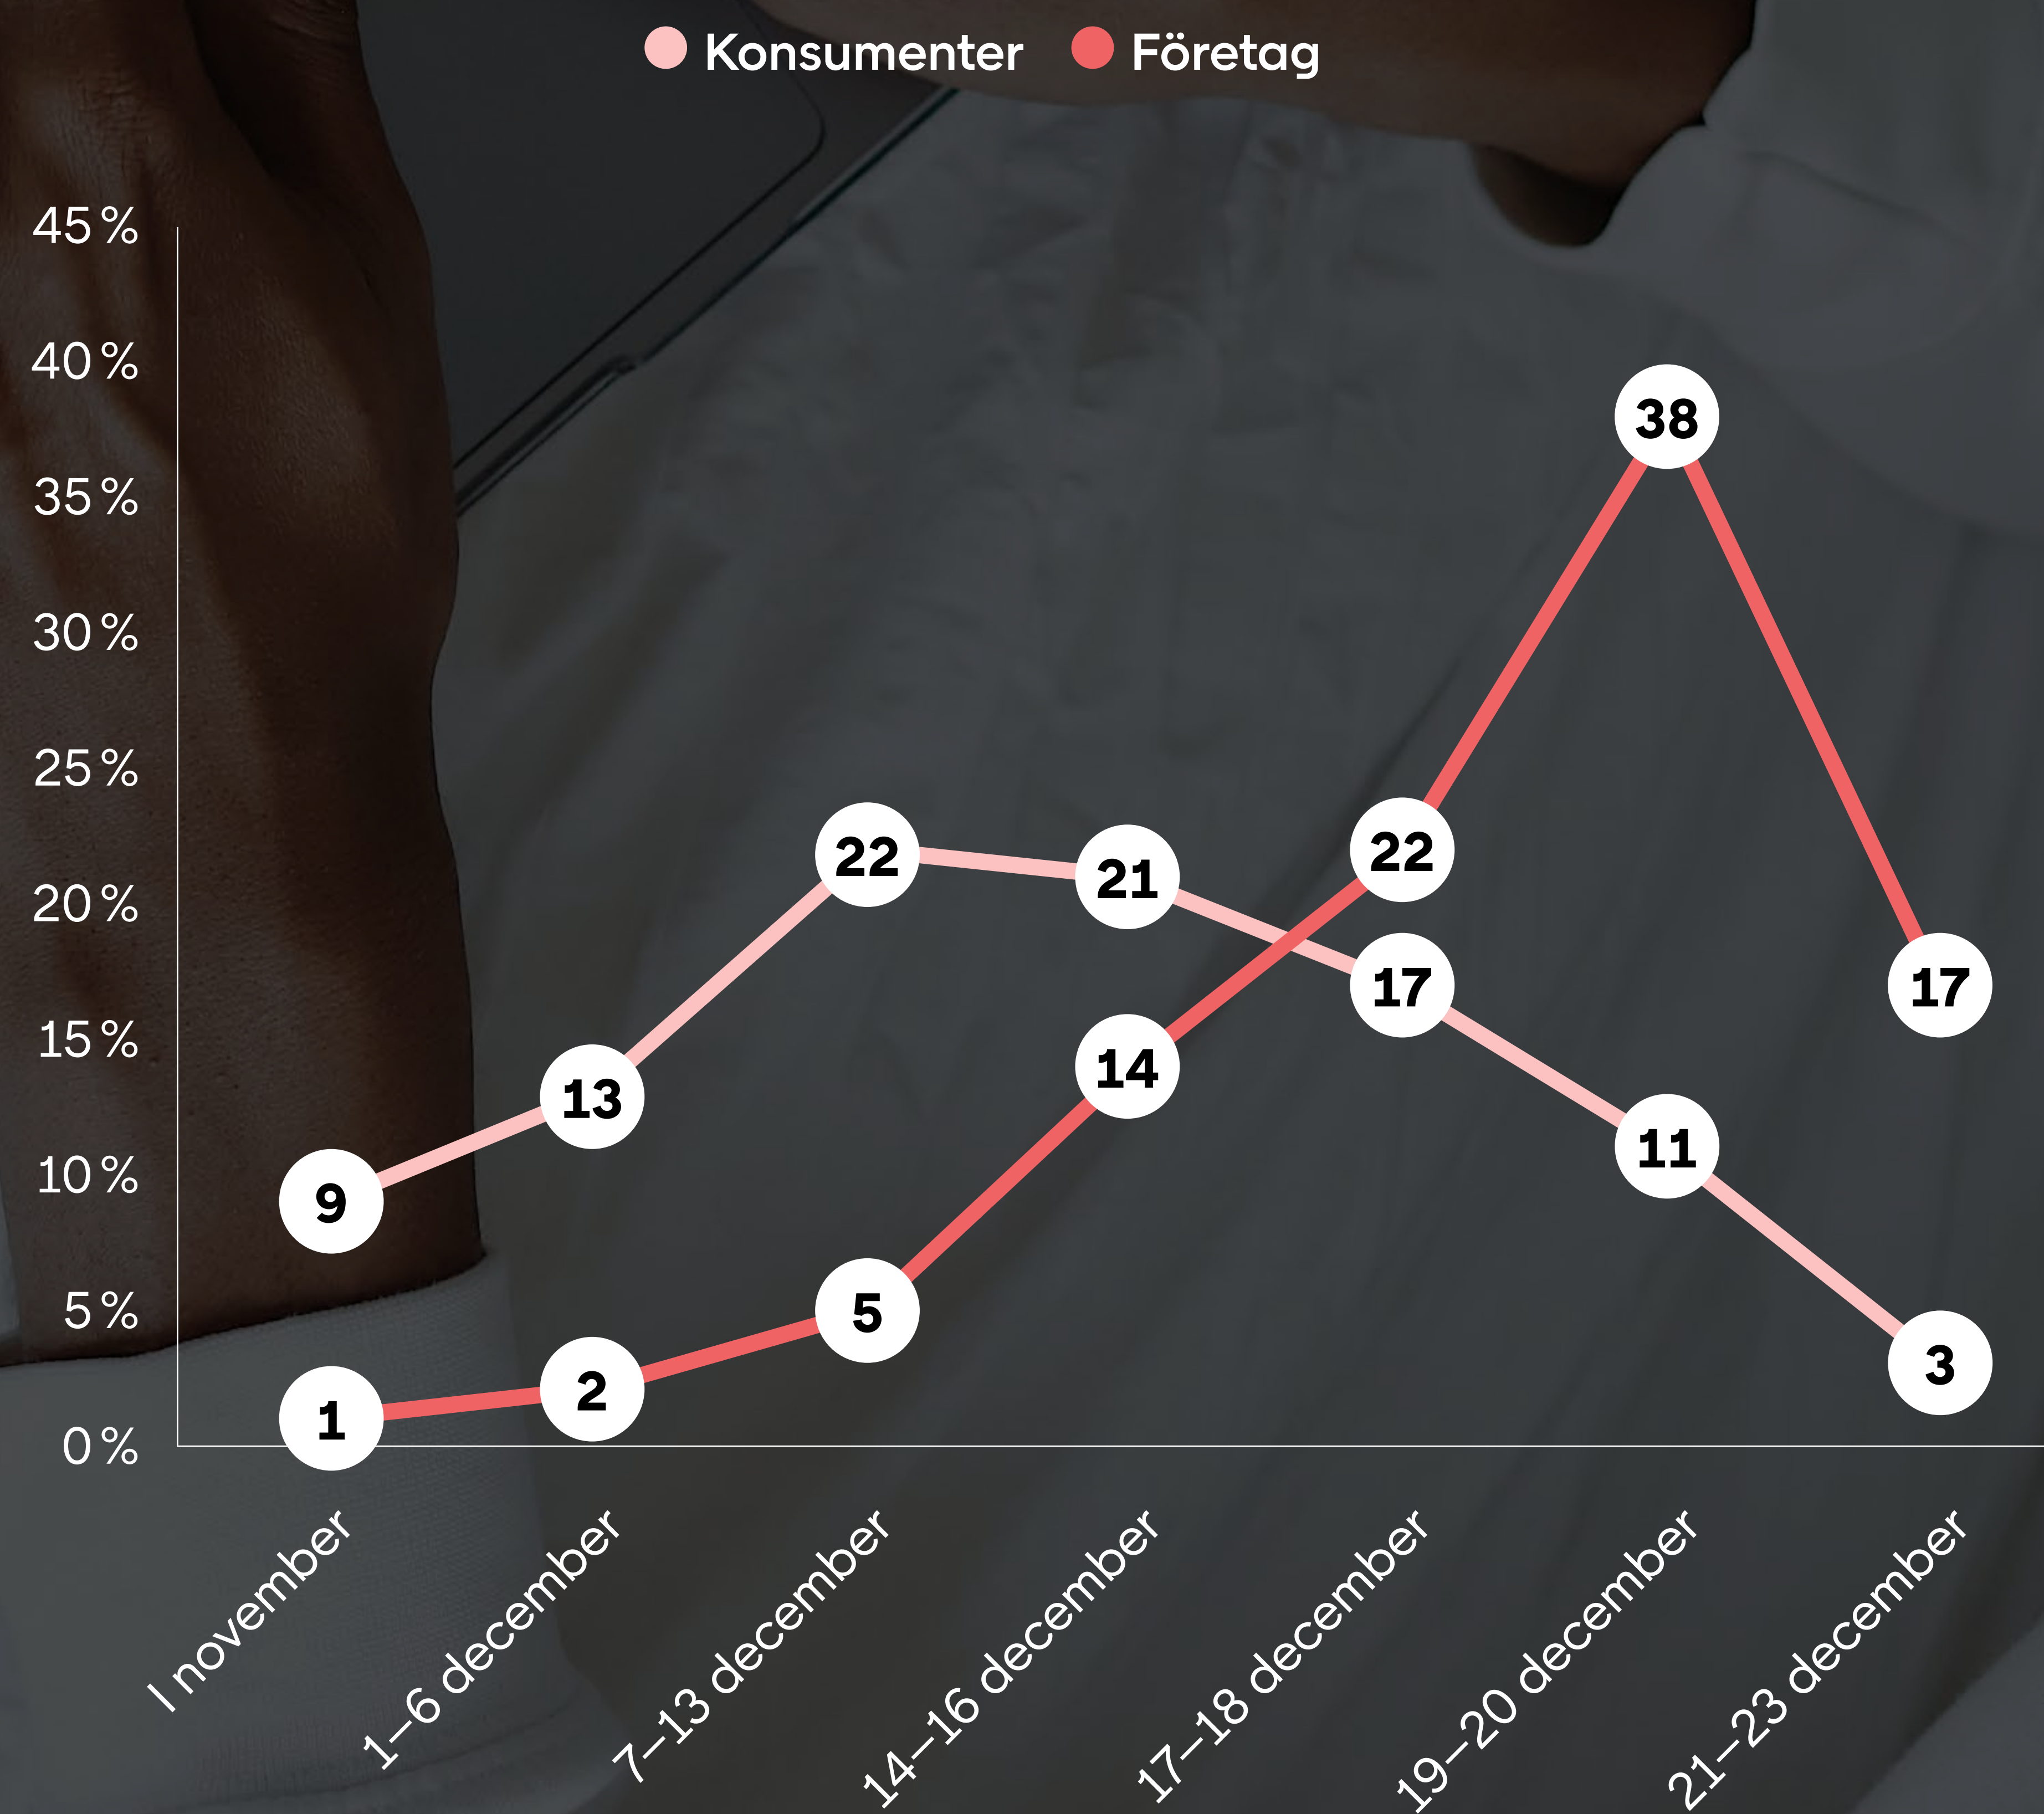 Konsumenter Företag
45 %
40 %
38
35 %
30 %
25 %
22 21 22
20 %
17 17
15 %
13 14
11
10 %
9
5 %
5
3
1 2
0 %
I november
1–6 december
7–13 december
14–16 december
17–18 december
19–20 december
21–23 december